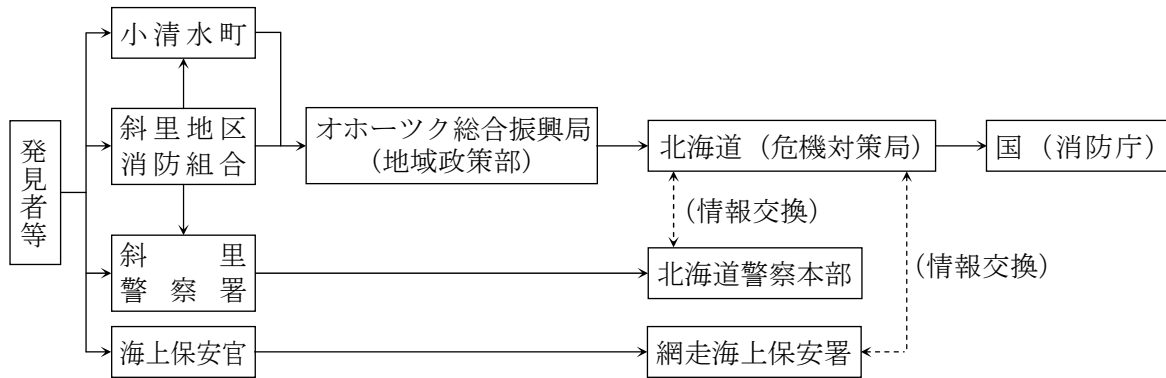 発見者等
小清水町
斜里地区
消防組合
斜里
警察署
海上保安官
オホーツク総合振興局
（地域政策部）
北海道（危機対策局）
国（消防庁）
（情報交換）
北海道警察本部
（情報交換）
網走海上保安署